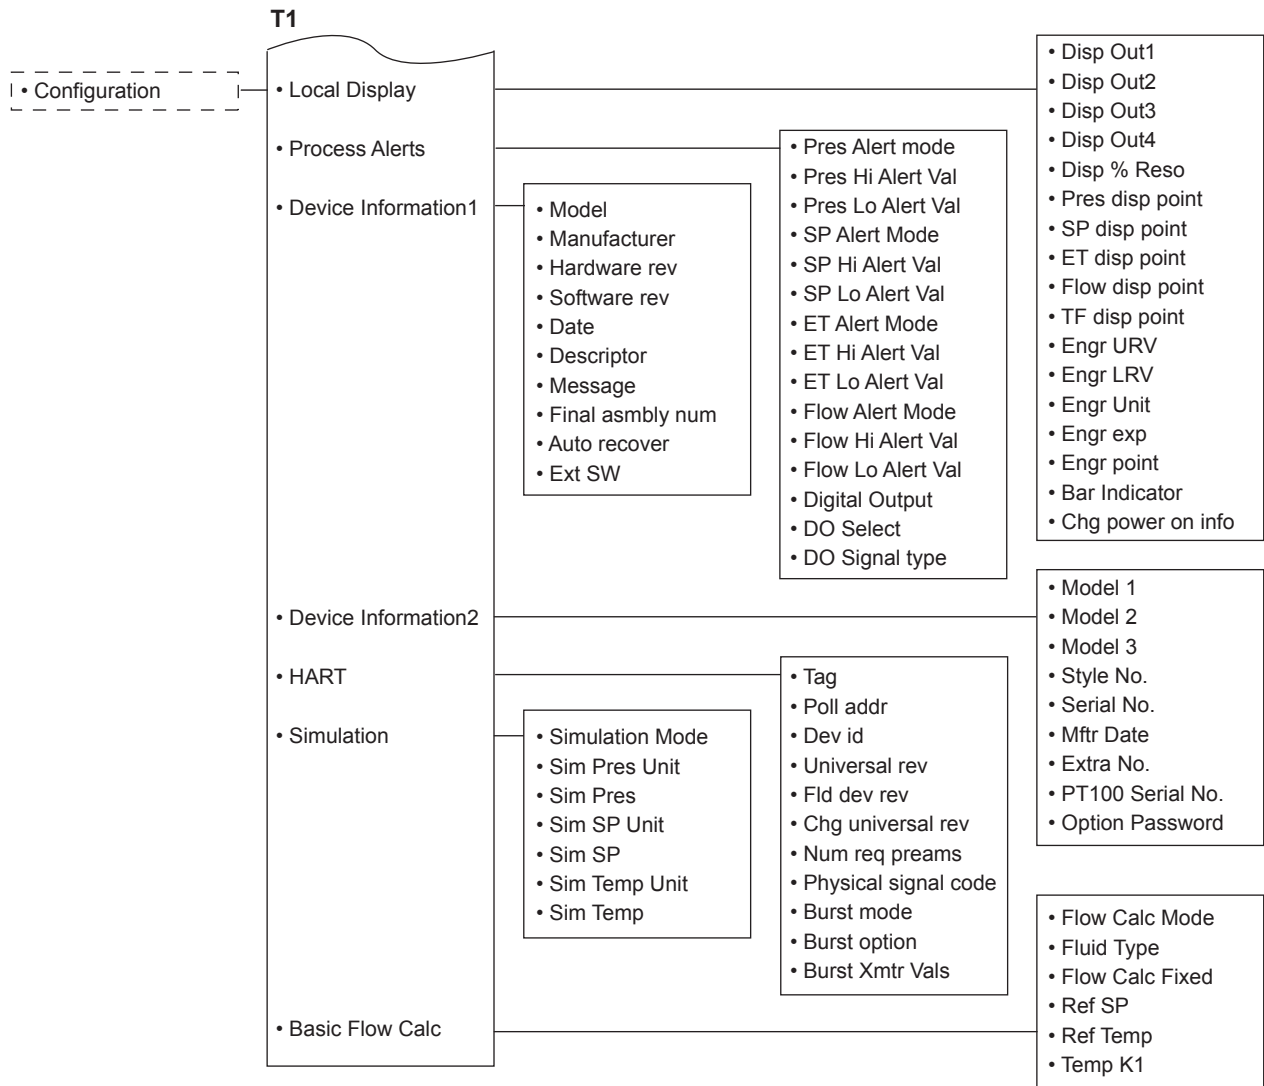 T1
• Configuration
• Local Display
• Process Alerts
• Device Information1
• Device Information2
• HART
• Simulation
• Basic Flow Calc
• Model
• Manufacturer
• Hardware rev
• Software rev
• Date
• Descriptor
• Message
• Final asmbly num
• Auto recover
• Ext SW
• Simulation Mode
• Sim Pres Unit
• Sim Pres
• Sim SP Unit
• Sim SP
• Sim Temp Unit
• Sim Temp
• Pres Alert mode
• Pres Hi Alert Val
• Pres Lo Alert Val
• SP Alert Mode
• SP Hi Alert Val
• SP Lo Alert Val
• ET Alert Mode
• ET Hi Alert Val
• ET Lo Alert Val
• Flow Alert Mode
• Flow Hi Alert Val
• Flow Lo Alert Val
• Digital Output
• DO Select
• DO Signal type
• Tag
• Poll addr
• Dev id
• Universal rev
• Fld dev rev
• Chg universal rev
• Num req preams
• Physical signal code
• Burst mode
• Burst option
• Burst Xmtr Vals
• Disp Out1
• Disp Out2
• Disp Out3
• Disp Out4
• Disp % Reso
• Pres disp point
• SP disp point
• ET disp point
• Flow disp point
• TF disp point
• Engr URV
• Engr LRV
• Engr Unit
• Engr exp
• Engr point
• Bar Indicator
• Chg power on info
• Model 1
• Model 2
• Model 3
• Style No.
• Serial No.
• Mftr Date
• Extra No.
• PT100 Serial No.
• Option Password
• Flow Calc Mode
• Fluid Type
• Flow Calc Fixed
• Ref SP
• Ref Temp
• Temp K1